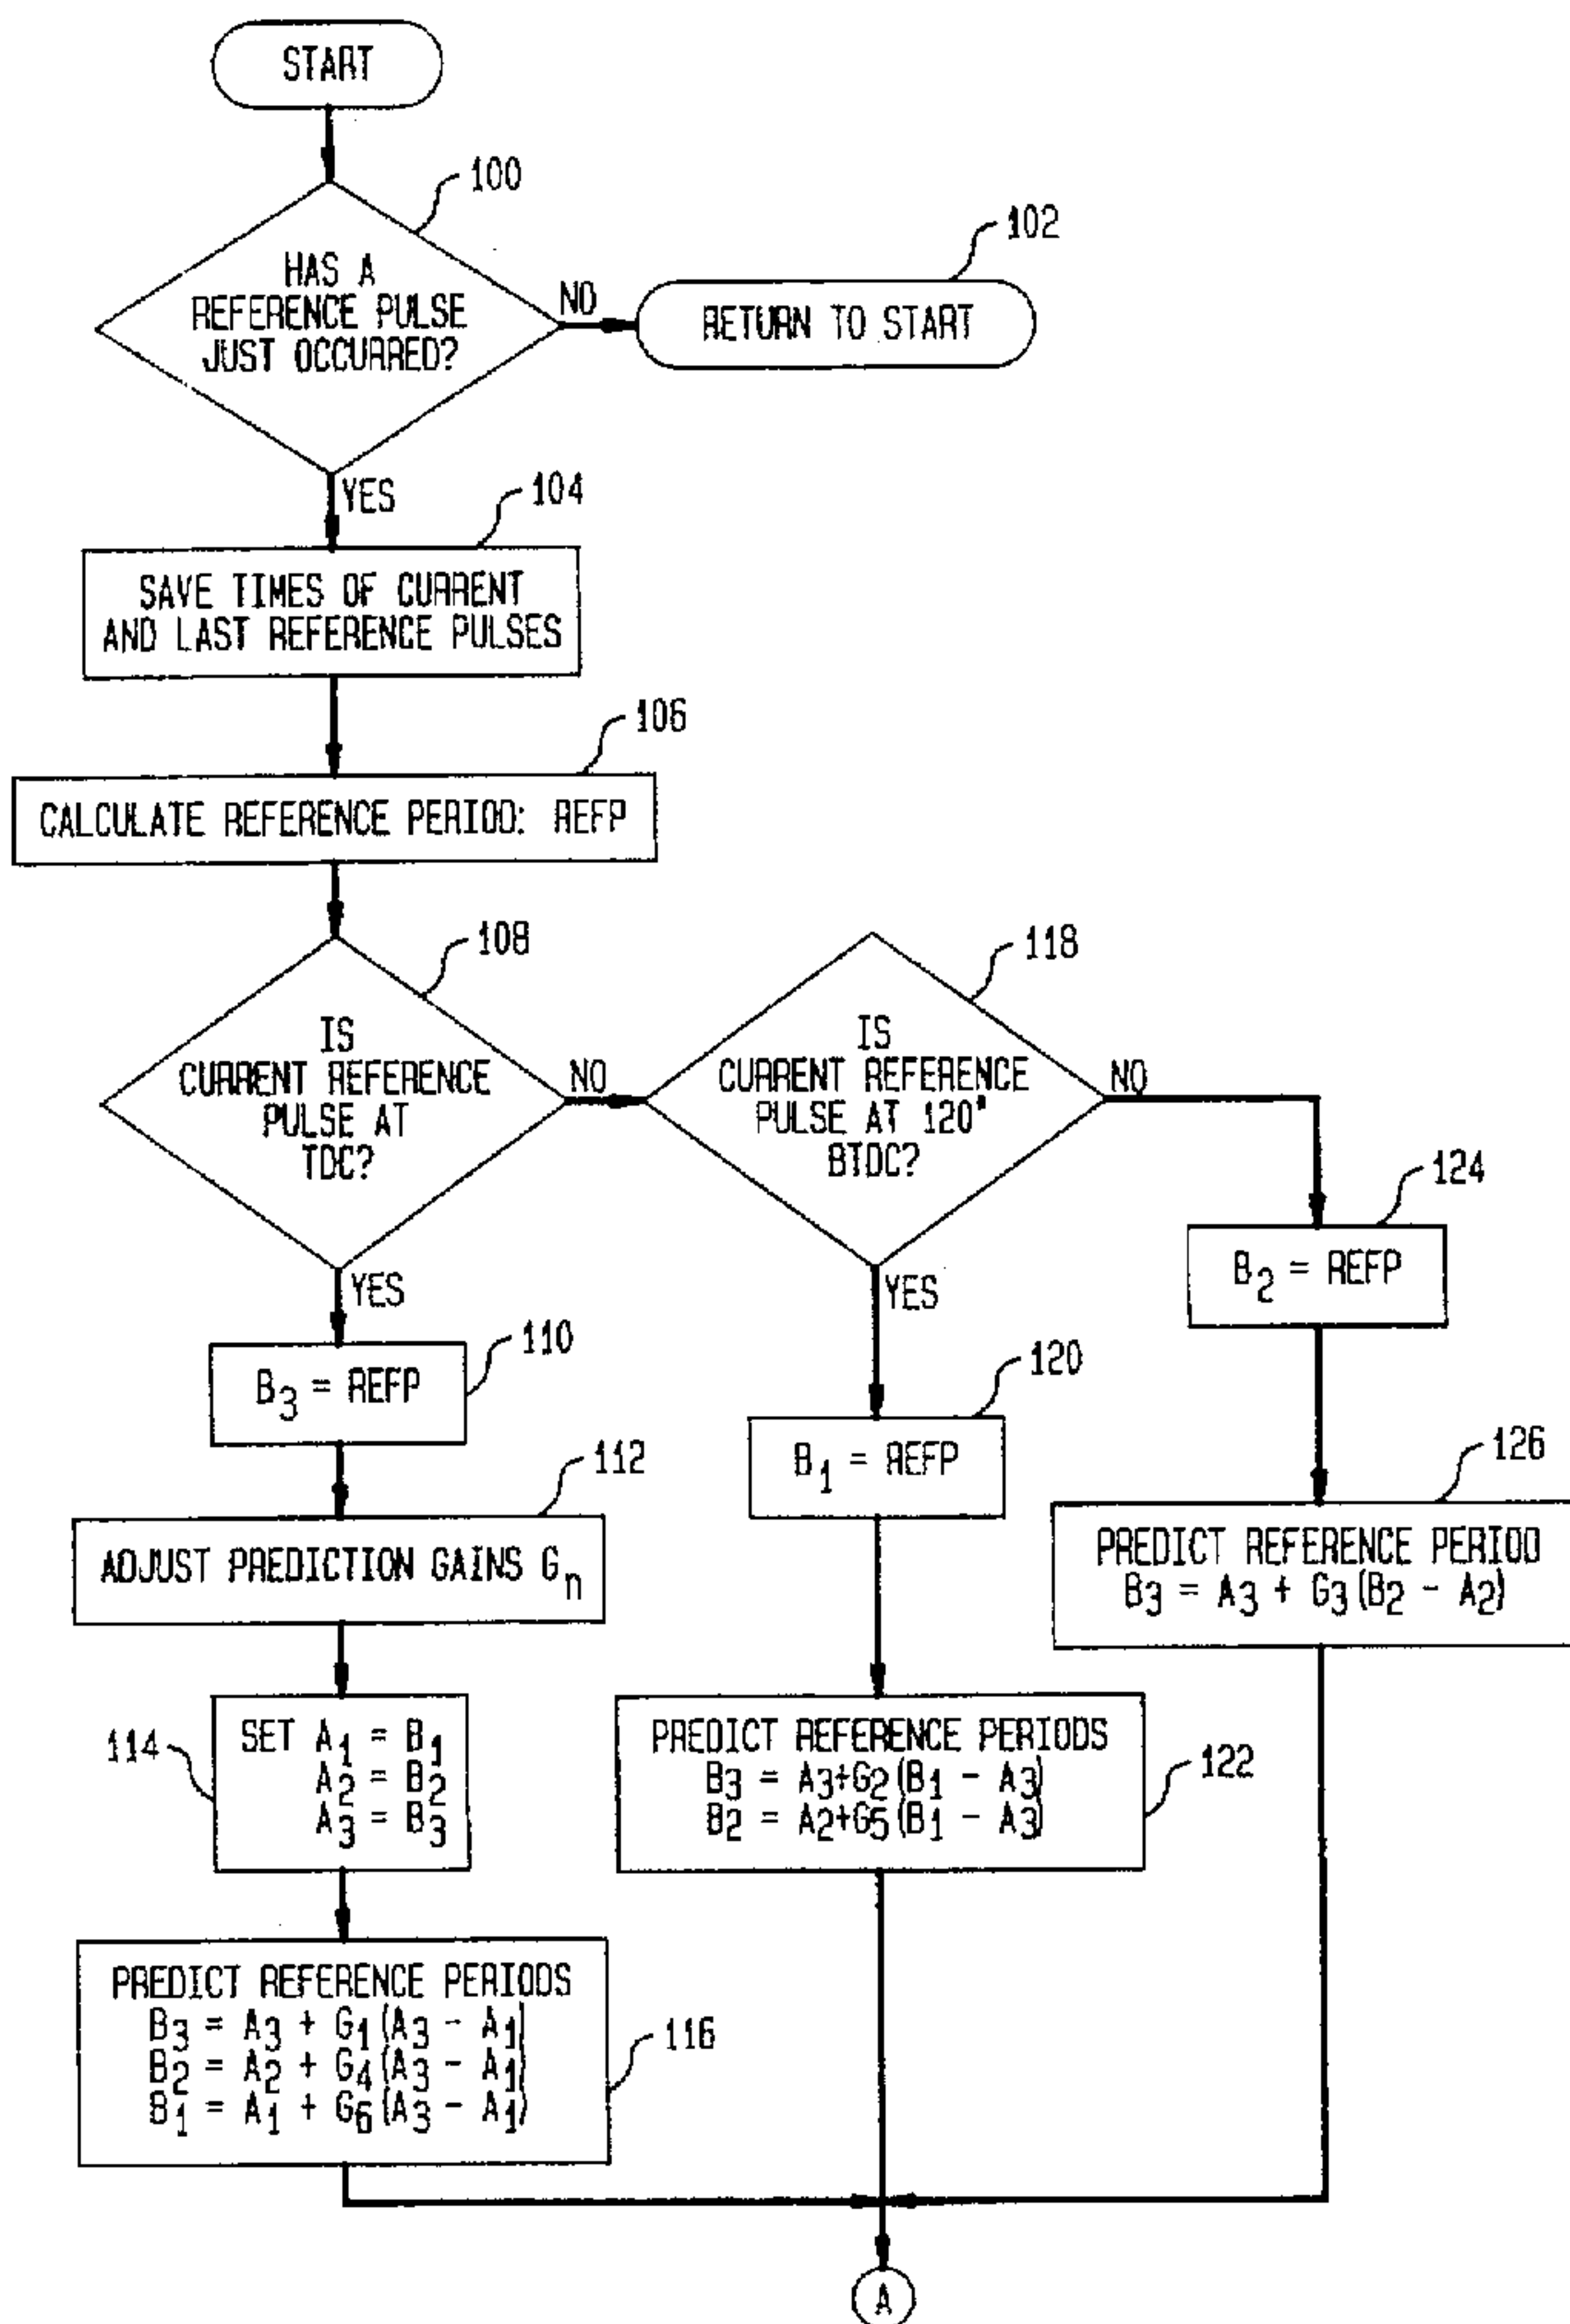 START
100
HAS A
REFERENCE PULSE
JUST OCCURRED?
NO
102
RETURN TO START
YES
104
SAVE TIMES OF CURRENT
AND LAST REFERENCE PULSES
106
CALCULATE REFERENCE PERIOD: REFP
108
IS
CURRENT REFERENCE
PULSE AT
TDC?
NO
118
IS
CURRENT REFERENCE
PULSE AT 120°
BTDC?
NO
YES
110
B3 = REFP
112
ADJUST PREDICTION GAINS Gn
114
SET A1 = B1
A2 = B2
A3 = B3
PREDICT REFERENCE PERIODS
B3 = A3 + G1(A3 - A1)
B2 = A2 + G4(A3 - A1)
B1 = A1 + G6(A3 - A1)
116
YES
120
B1 = REFP
PREDICT REFERENCE PERIODS
B3 = A3+G2(B1 - A3)
B2 = A2+G5(B1 - A3)
122
124
B2 = REFP
126
PREDICT REFERENCE PERIOD
B3 = A3 + G3(B2 - A2)
A